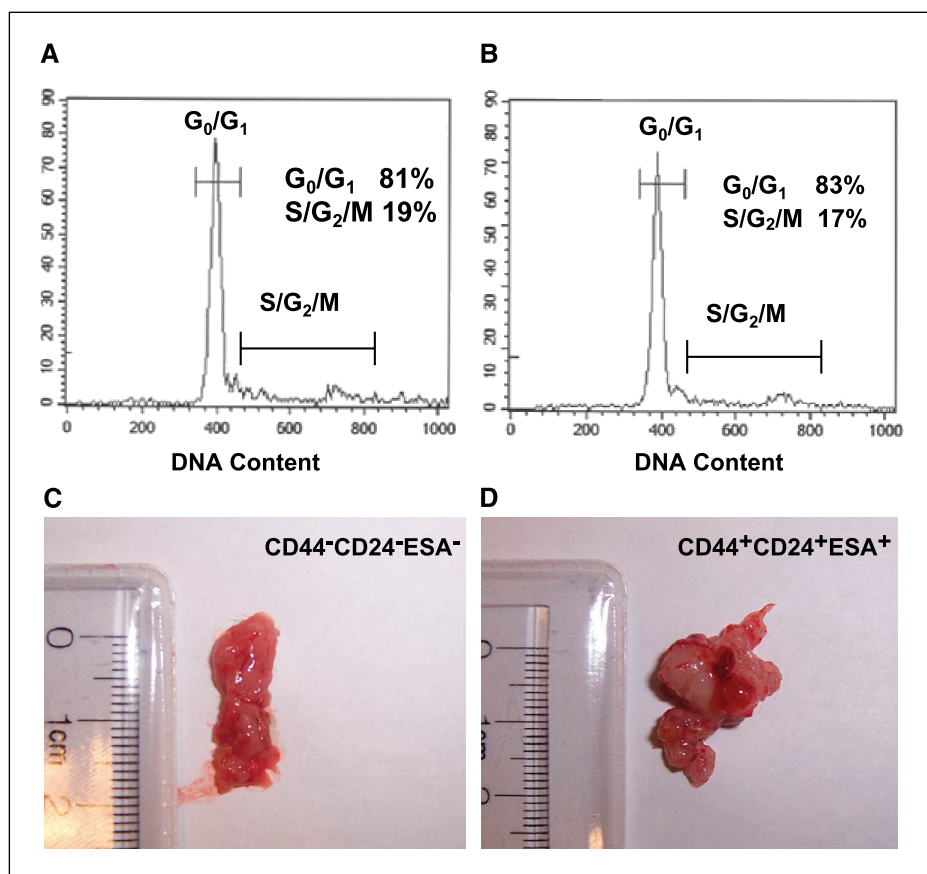 A
90
80
70
60
50
40
30
20
10
0
G₀/G₁
G₀/G₁ 81%
S/G₂/M 19%
S/G₂/M
0 200 400 600 800 1000
DNA Content
B
90
80
70
60
50
40
30
20
10
0
G₀/G₁
G₀/G₁ 83%
S/G₂/M 17%
S/G₂/M
0 200 400 600 800 1000
DNA Content
C
CD44⁻CD24⁻ESA⁻
0
1cm
2
D
CD44⁺CD24⁺ESA⁺
0
1cm
2